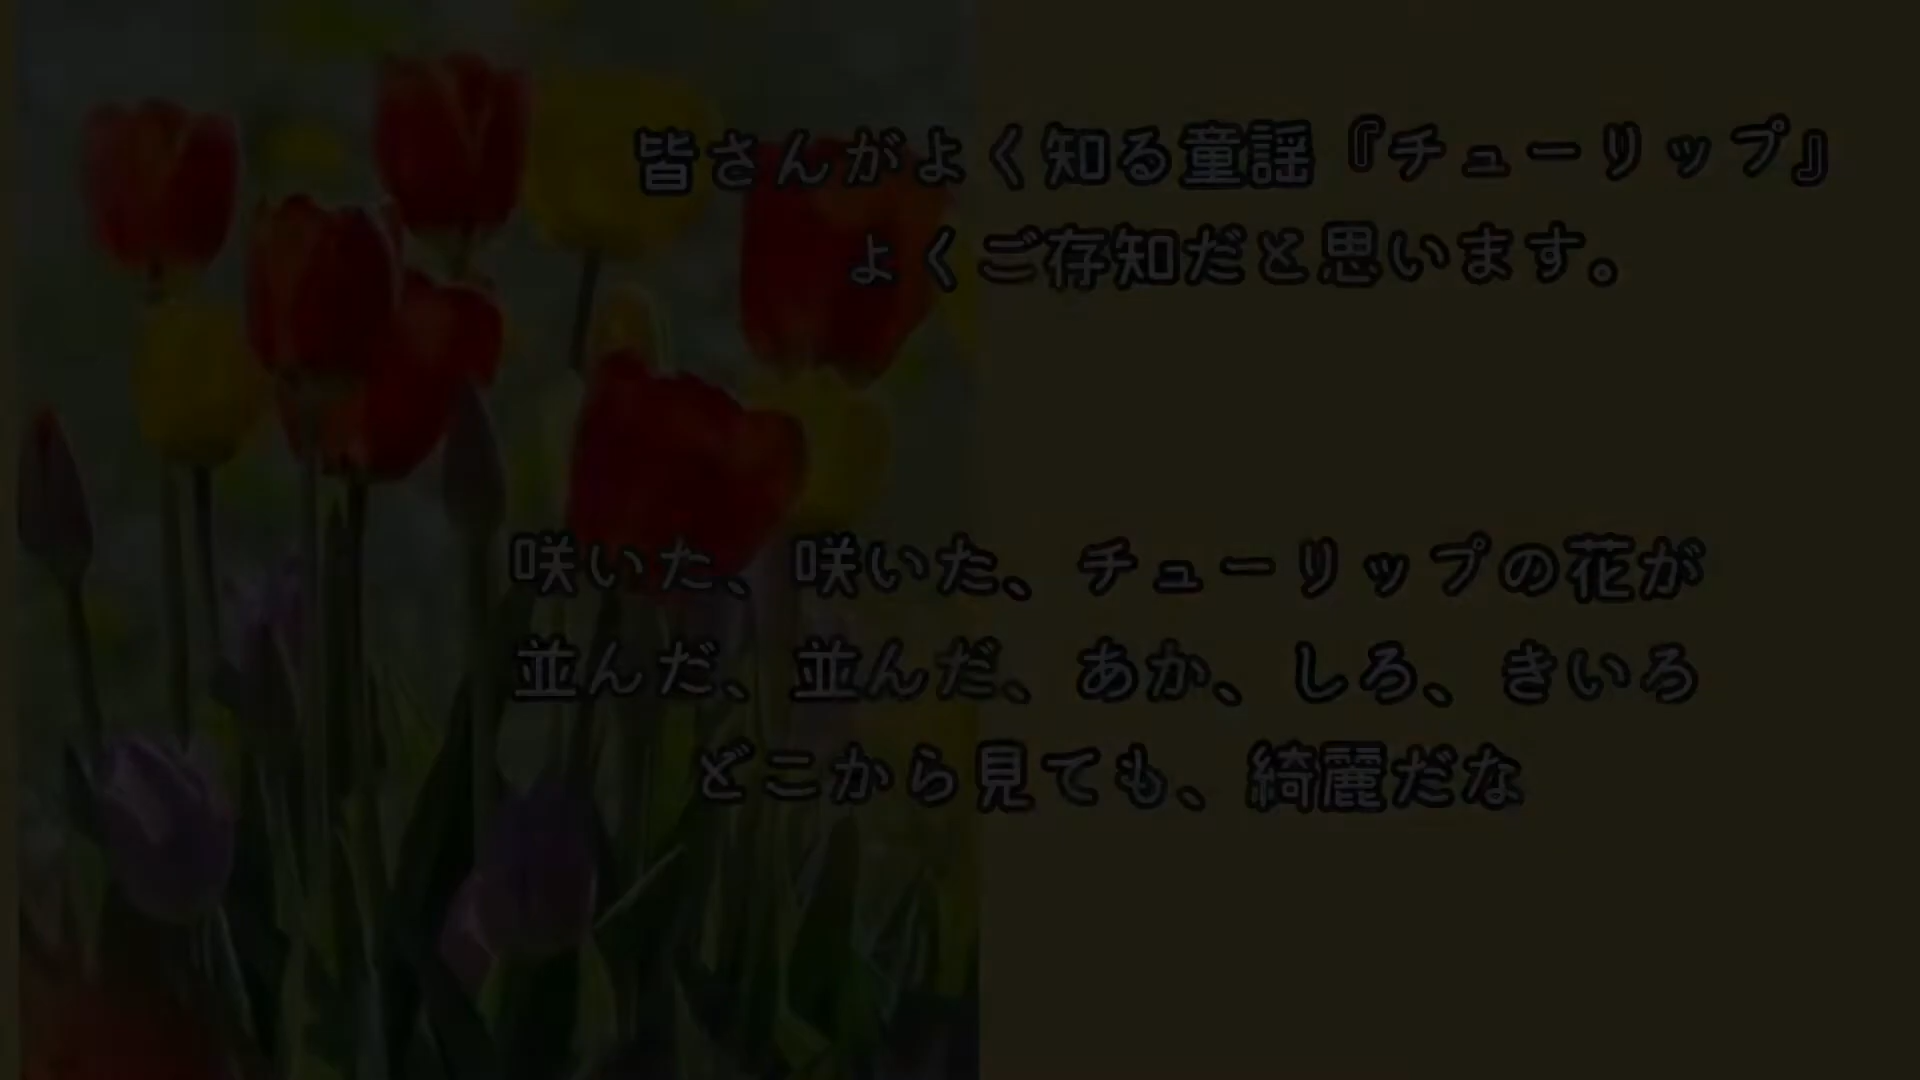 皆さんがよく知る童謡『チューリップ』
よくご存知だと思います。
咲いた、咲いた、チューリップの花が
並んだ、並んだ、あか、しろ、きいろ
どこから見ても、綺麗だな